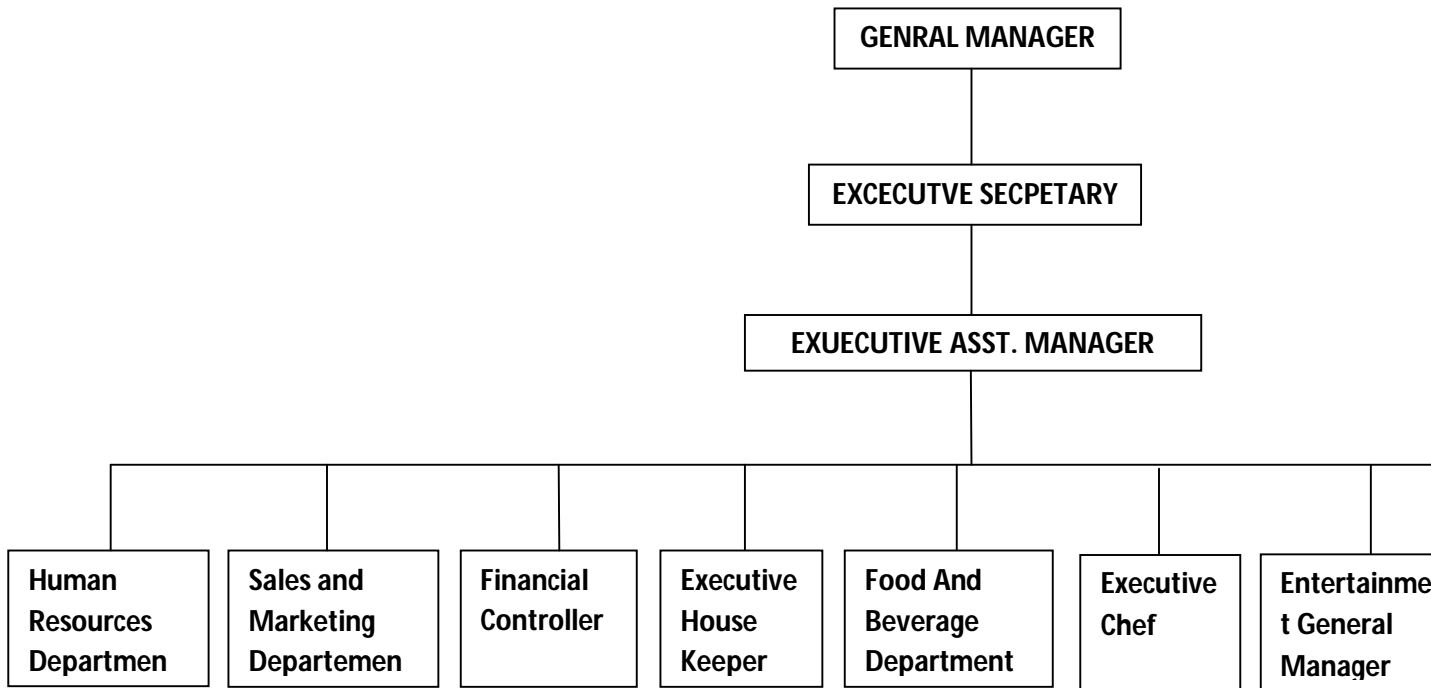 GENRAL MANAGER
EXCECUTVE SECPETARY
EXUECUTIVE ASST. MANAGER
Human
Resources
Departmen
Sales and
Marketing
Departemen
Financial
Controller
Executive
House
Keeper
Food And
Beverage
Department
Executive
Chef
Entertainme
t General
Manager